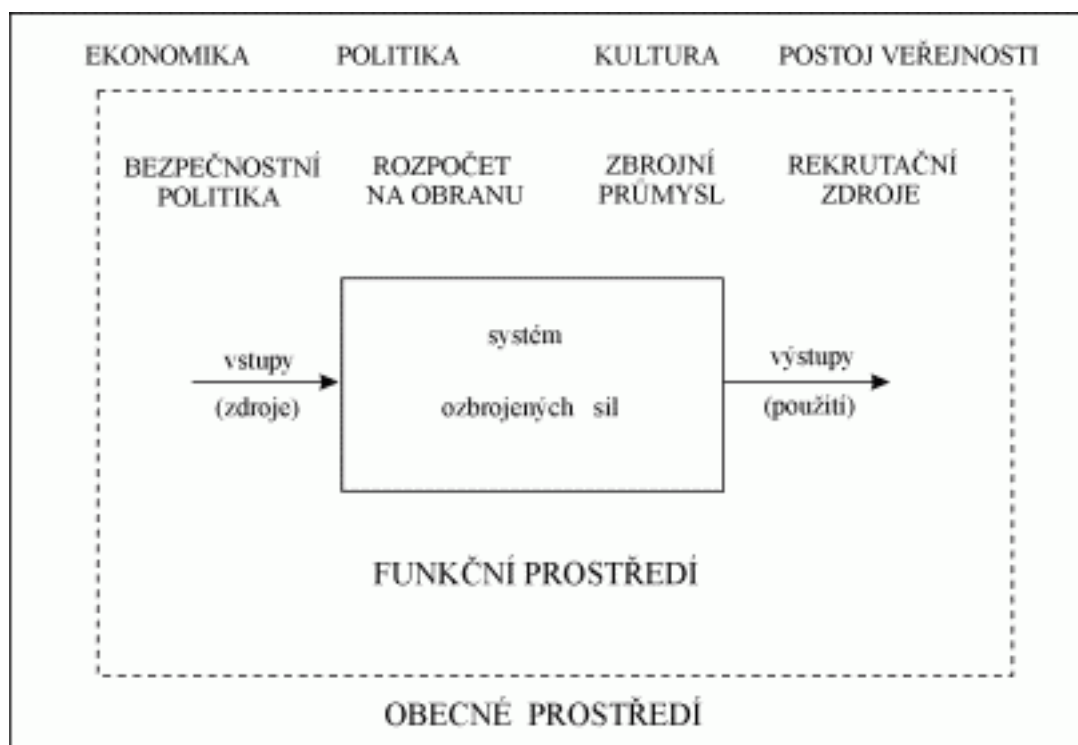 EKONOMIKA POLITIKA KULTURA POSTOJ VEŘEJNOSTI
BEZPEČNOSTNÍ POLITIKA
ROZPOČET NA OBRANU
ZBROJNÍ PRŮMYSL
REKRUTAČNÍ ZDROJE
vstupy
(zdroje)
systém
ozbrojených sil
výstupy
(použití)
FUNKČNÍ PROSTŘEDÍ
OBECNÉ PROSTŘEDÍ